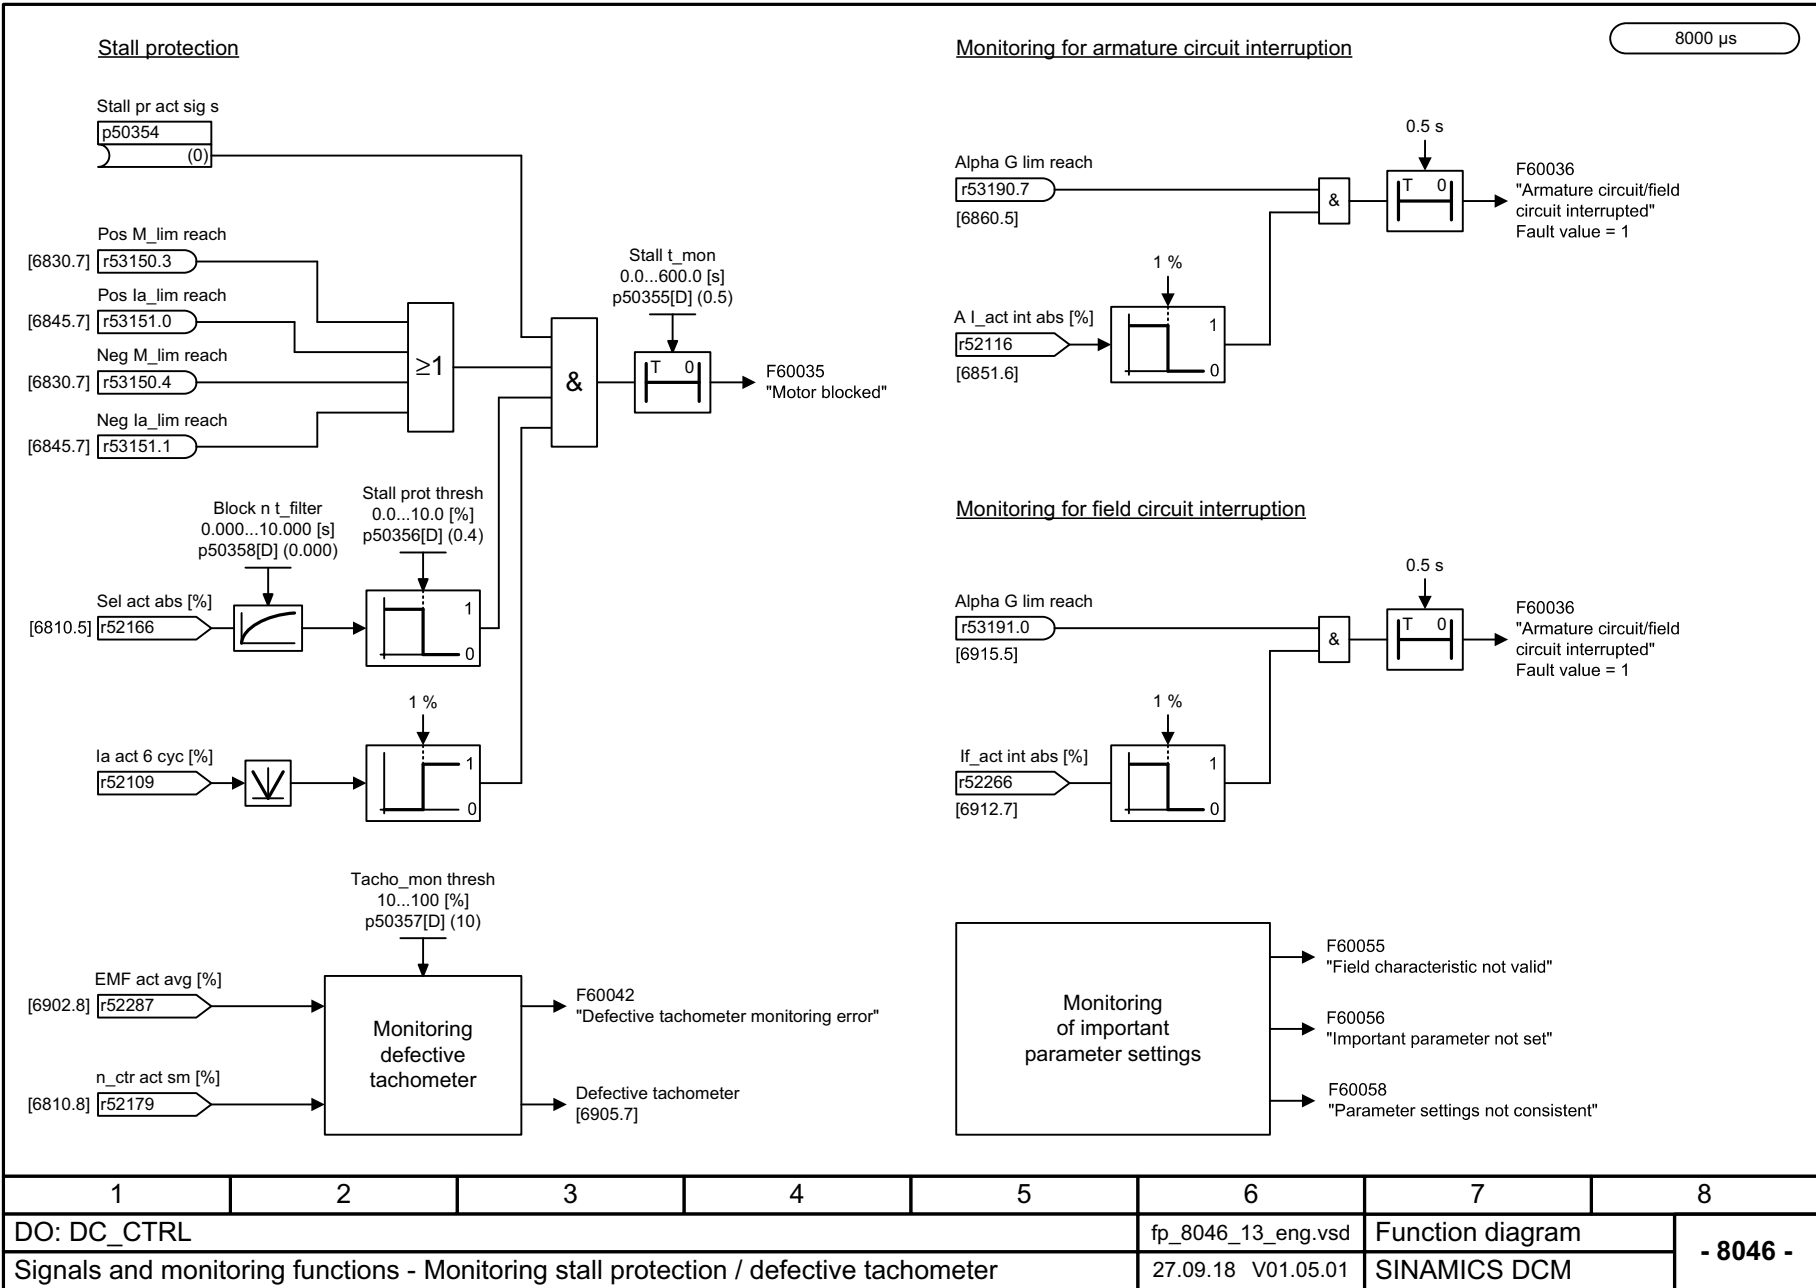 Stall protection
Stall pr act sig s
p50354
(0)
Pos M_lim reach
[6830.7] r53150.3
Pos Ia_lim reach
[6845.7] r53151.0
Neg M_lim reach
[6830.7] r53150.4
Neg Ia_lim reach
[6845.7] r53151.1
≥1
&
Stall t_mon
0.0...600.0 [s]
p50355[D] (0.5)
T 0
F60035
"Motor blocked"
Block n t_filter
0.000...10.000 [s]
p50358[D] (0.000)
Stall prot thresh
0.0...10.0 [%]
p50356[D] (0.4)
Sel act abs [%]
[6810.5] r52166
1
0
1 %
Ia act 6 cyc [%]
r52109
1
0
Tacho_mon thresh
10...100 [%]
p50357[D] (10)
EMF act avg [%]
[6902.8] r52287
n_ctr act sm [%]
[6810.8] r52179
Monitoring
defective
tachometer
F60042
"Defective tachometer monitoring error"
Defective tachometer
[6905.7]
Monitoring for armature circuit interruption
8000 µs
Alpha G lim reach
r53190.7
[6860.5]
1 %
A I_act int abs [%]
r52116
[6851.6]
1
0
&
0.5 s
T 0
F60036
"Armature circuit/field
circuit interrupted"
Fault value = 1
Monitoring for field circuit interruption
Alpha G lim reach
r53191.0
[6915.5]
1 %
If_act int abs [%]
r52266
[6912.7]
1
0
&
0.5 s
T 0
F60036
"Armature circuit/field
circuit interrupted"
Fault value = 1
Monitoring
of important
parameter settings
F60055
"Field characteristic not valid"
F60056
"Important parameter not set"
F60058
"Parameter settings not consistent"
1 2 3 4 5 6 7 8
DO: DC_CTRL
fp_8046_13_eng.vsd
Function diagram
- 8046 -
Signals and monitoring functions - Monitoring stall protection / defective tachometer
27.09.18 V01.05.01
SINAMICS DCM